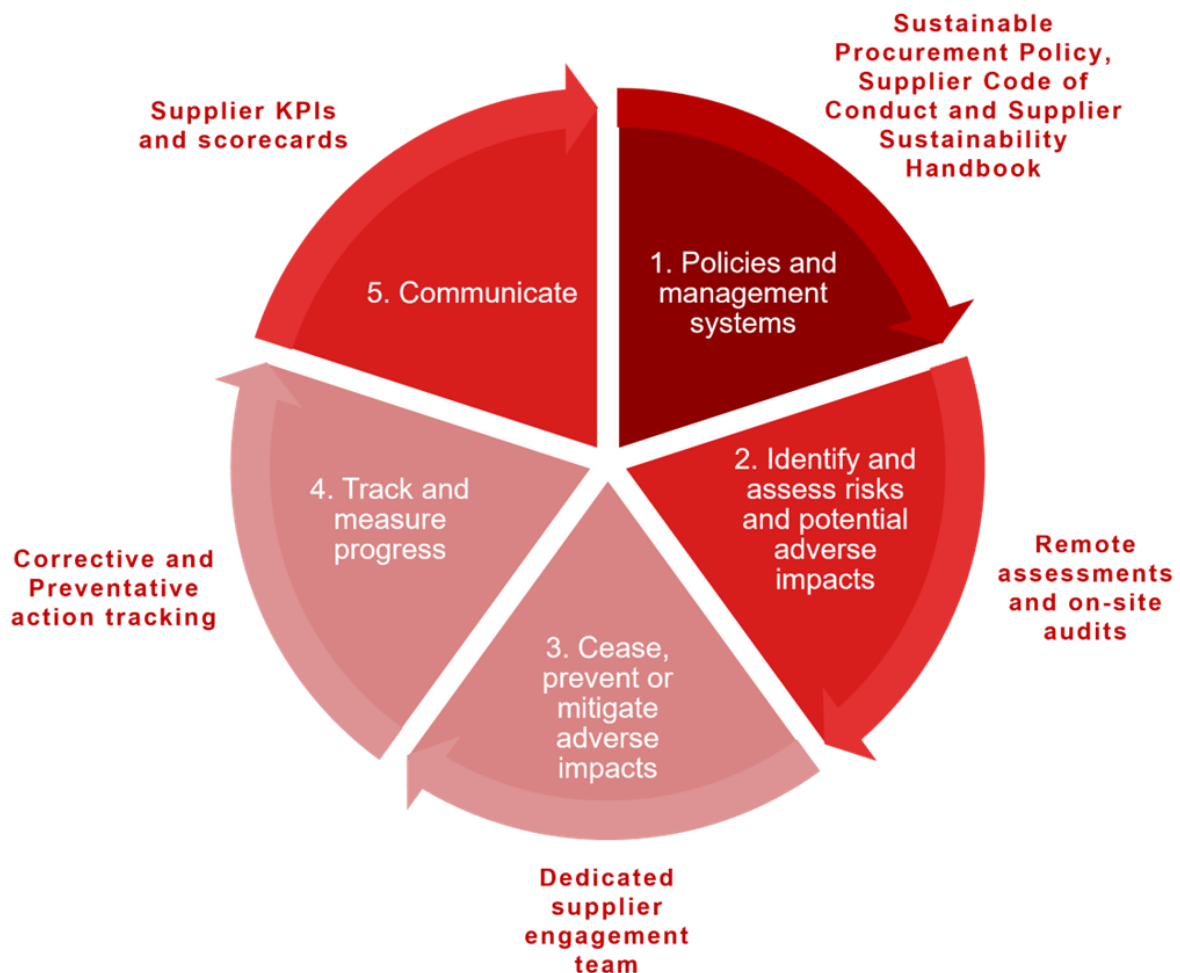 Sustainable
Procurement Policy,
Supplier Code of
Conduct and Supplier
Sustainability
Handbook
1. Policies and
management
systems
2. Identify and
assess risks
and potential
adverse
impacts
Remote
assessments
and on-site
audits
3. Cease,
prevent or
mitigate
adverse
impacts
Dedicated
supplier
engagement
team
4. Track and
measure
progress
Corrective and
Preventative
action tracking
5. Communicate
Supplier KPIs
and scorecards